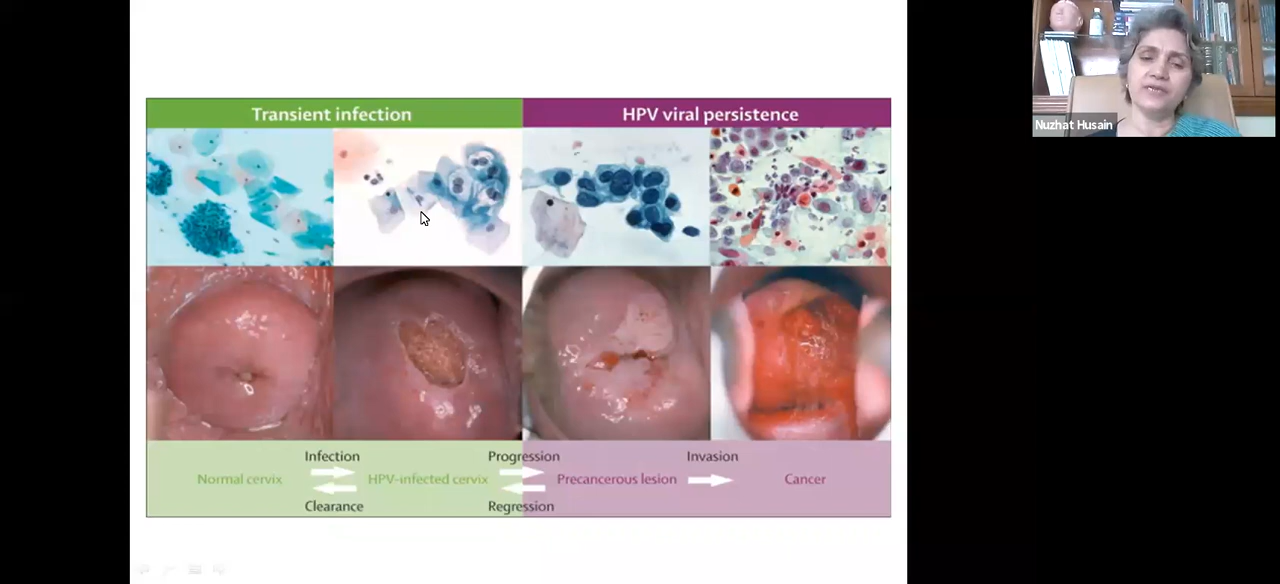 Transient infection
HPV viral persistence
Nuzhat Husain
Infection
Progression
Invasion
Normal cervix
HPV-infected cervix
Precancerous lesion
Cancer
Clearance
Regression